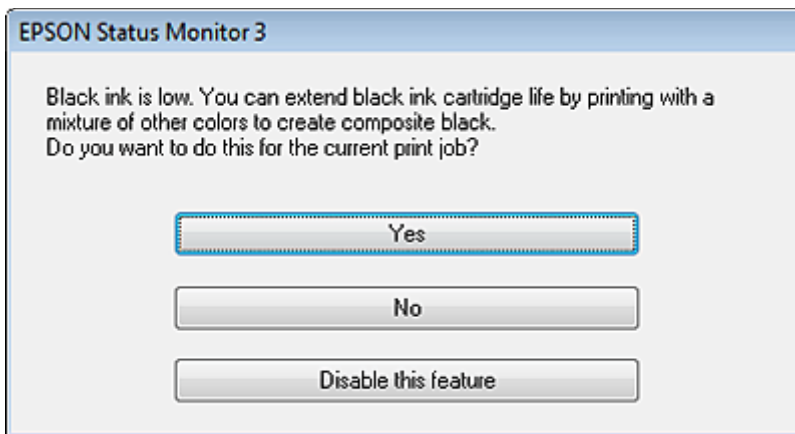 EPSON Status Monitor 3
Black ink is low. You can extend black ink cartridge life by printing with a
mixture of other colors to create composite black.
Do you want to do this for the current print job?
Yes
No
Disable this feature